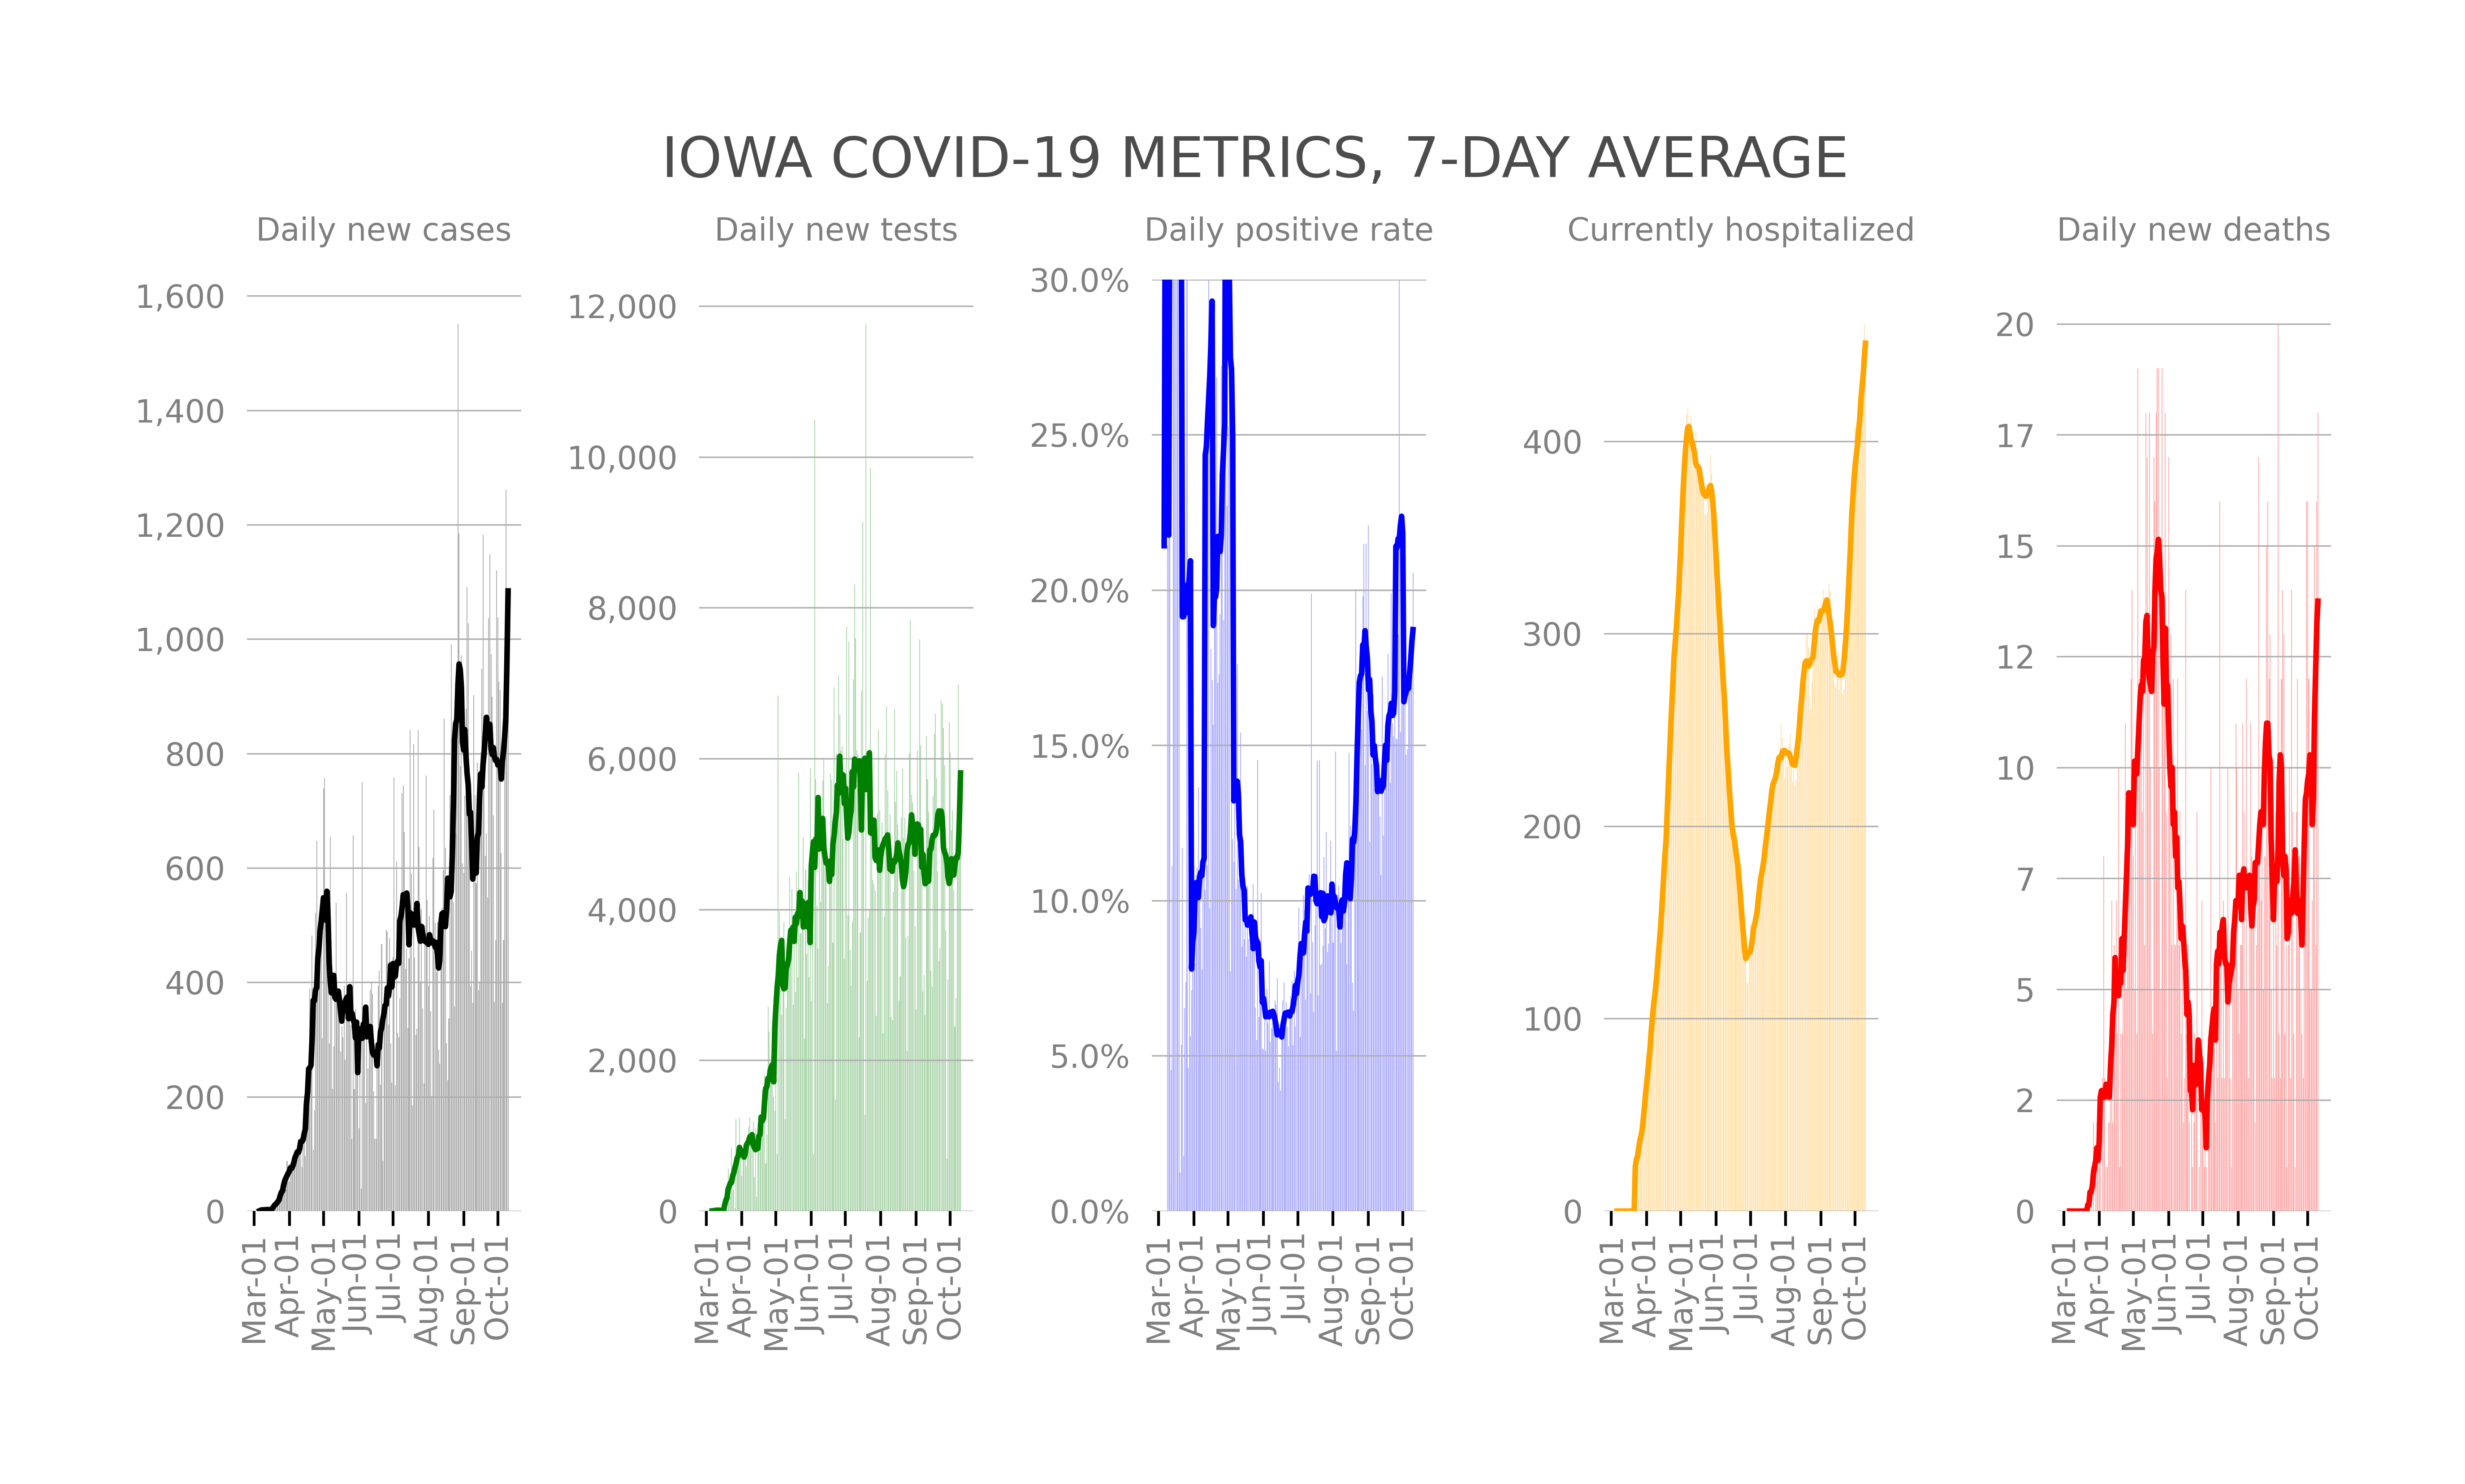 IOWA COVID-19 METRICS, 7-DAY AVERAGE
Daily new cases
1,600
1,400
1,200
1,000
800
600
400
200
0
Mar-01
Apr-01
May-01
Jun-01
Jul-01
Aug-01
Sep-01
Oct-01
Daily new tests
12,000
10,000
8,000
6,000
4,000
2,000
0
Mar-01
Apr-01
May-01
Jun-01
Jul-01
Aug-01
Sep-01
Oct-01
Daily positive rate
30.0%
25.0%
20.0%
15.0%
10.0%
5.0%
0.0%
Mar-01
Apr-01
May-01
Jun-01
Jul-01
Aug-01
Sep-01
Oct-01
Currently hospitalized
400
300
200
100
0
Mar-01
Apr-01
May-01
Jun-01
Jul-01
Aug-01
Sep-01
Oct-01
Daily new deaths
20
17
15
12
10
7
5
2
0
Mar-01
Apr-01
May-01
Jun-01
Jul-01
Aug-01
Sep-01
Oct-01